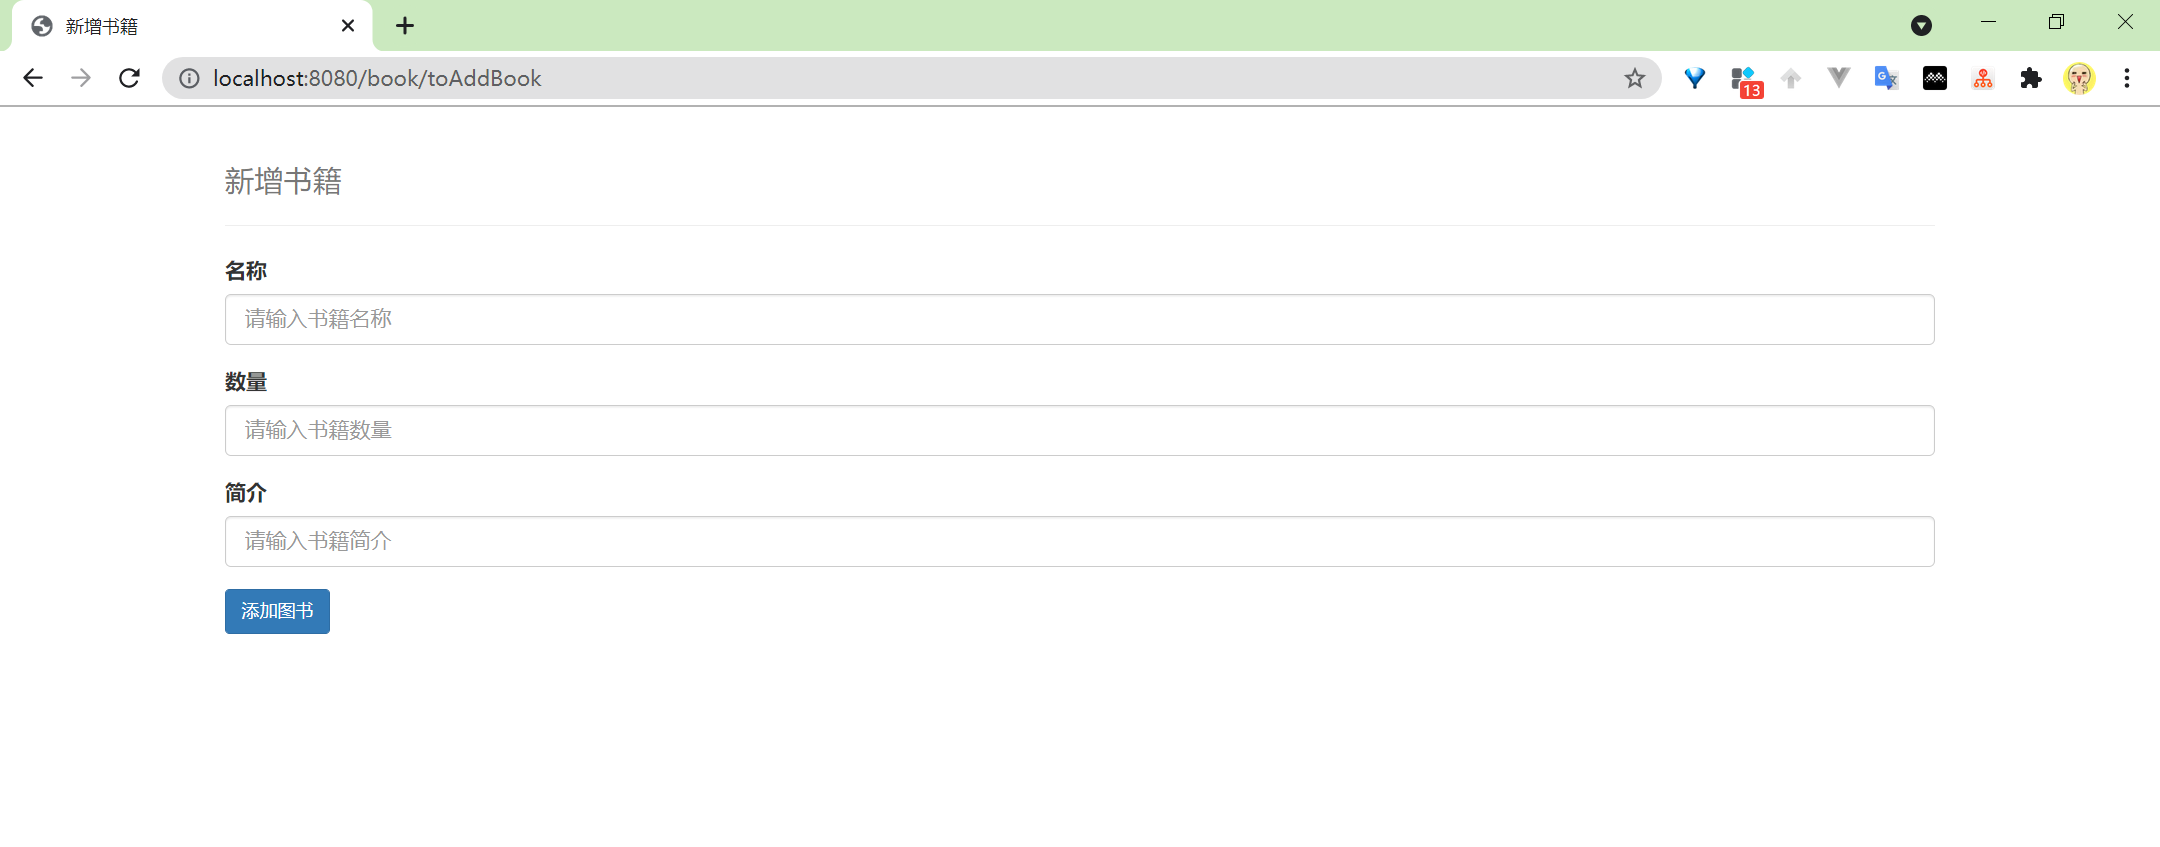 新增书籍
localhost:8080/book/toAddBook
13
新增书籍
名称
请输入书籍名称
数量
请输入书籍数量
简介
请输入书籍简介
添加图书